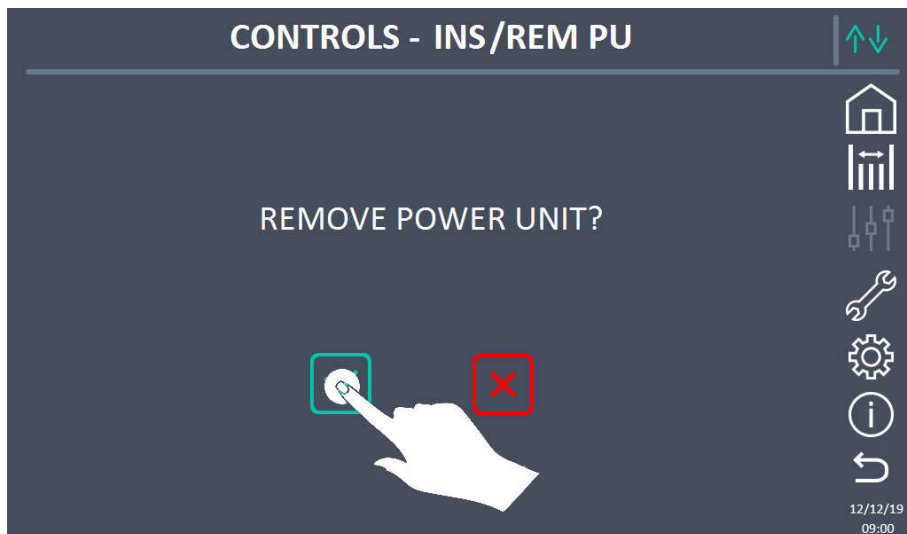 CONTROLS - INS/REM PU
REMOVE POWER UNIT?
12/12/19
09:00